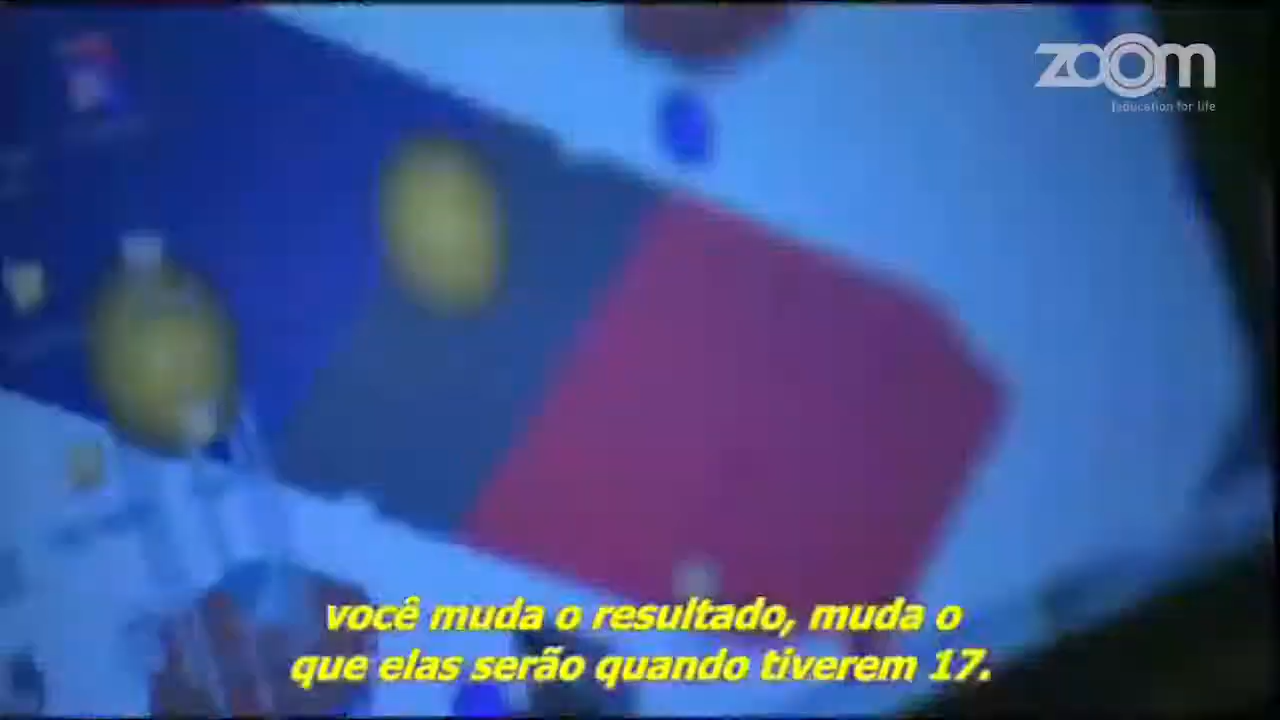 zoom
education for life
você muda o resultado, muda o
que elas serão quando tiverem 17.